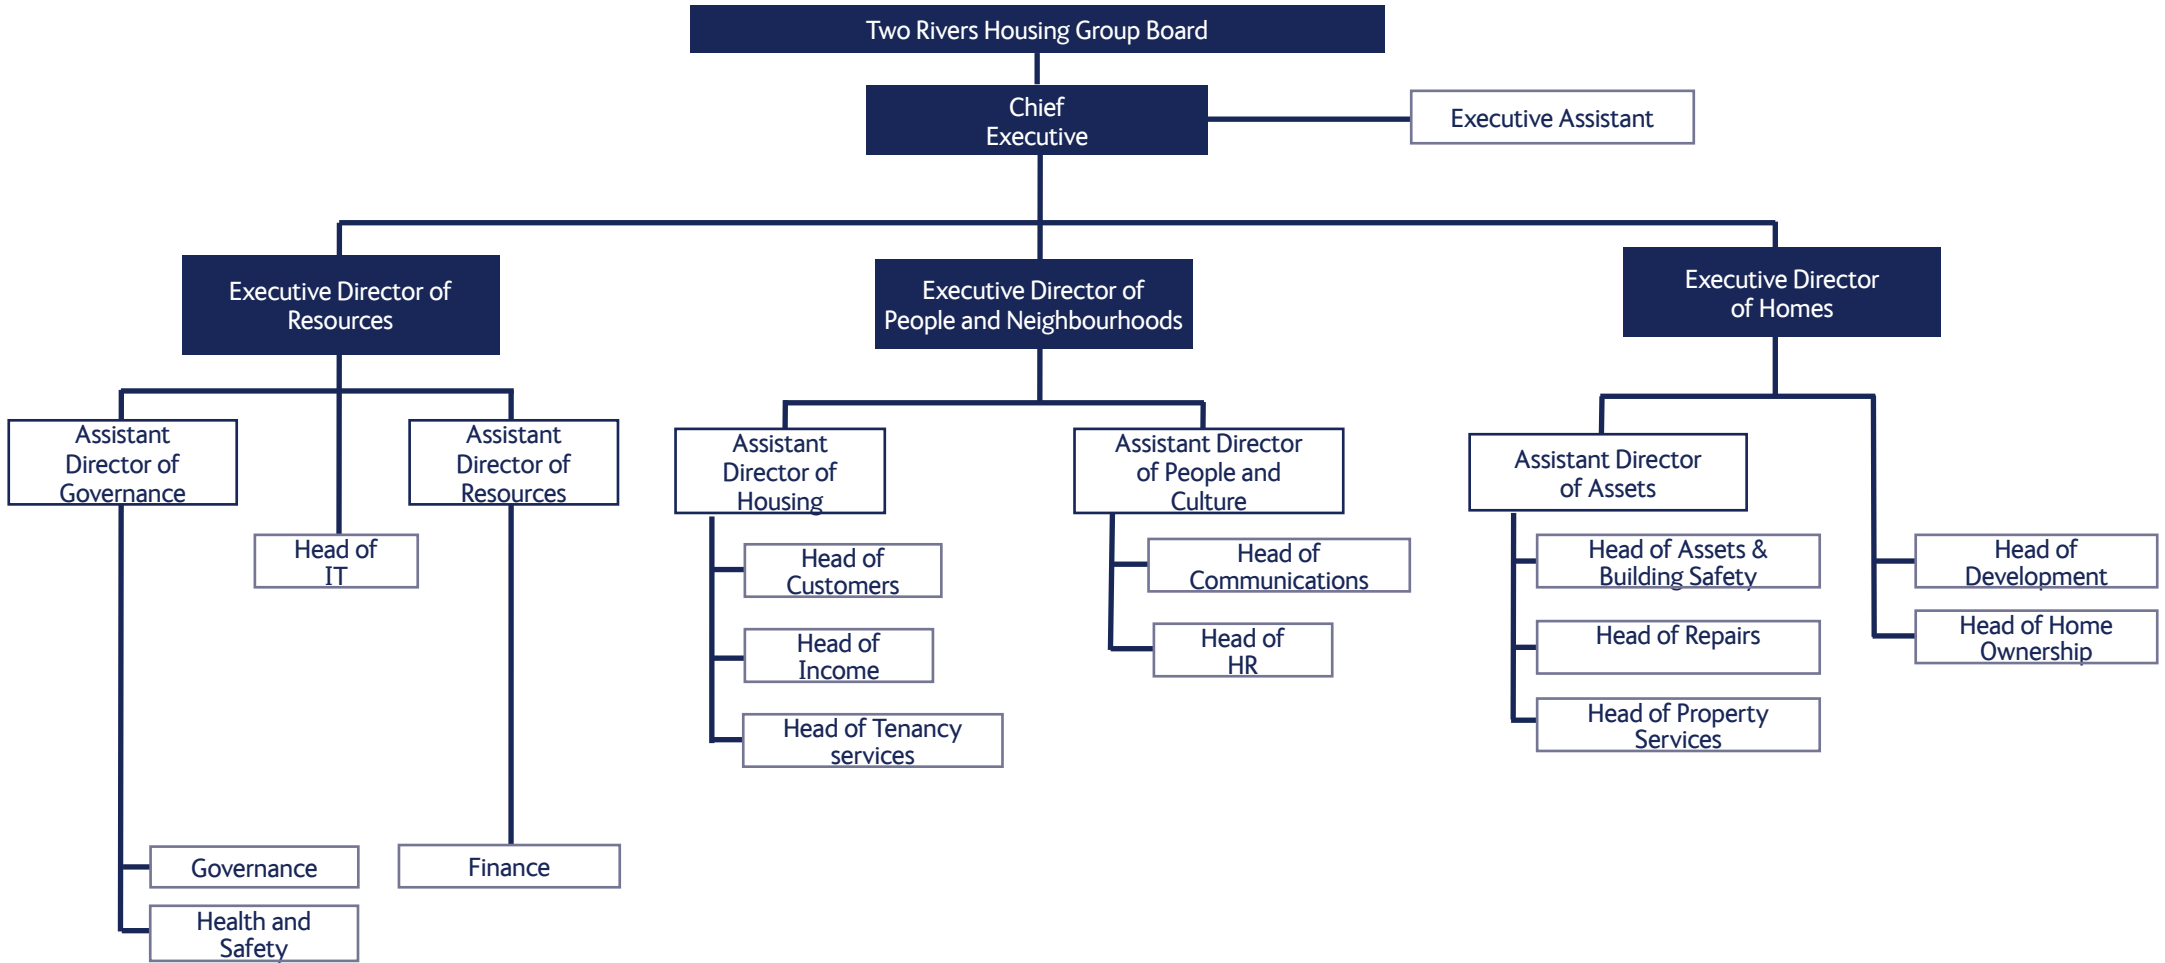 Two Rivers Housing Group Board
Chief
Executive
Executive Assistant
Executive Director of
Resources
Executive Director of
People and Neighbourhoods
Executive Director
of Homes
Assistant
Director of
Governance
Head of
IT
Assistant
Director of
Resources
Governance
Health and
Safety
Finance
Assistant
Director of
Housing
Head of
Customers
Head of
Income
Head of Tenancy
services
Assistant Director
of People and
Culture
Head of
Communications
Head of
HR
Assistant Director
of Assets
Head of Assets &
Building Safety
Head of Repairs
Head of Property
Services
Head of
Development
Head of Home
Ownership